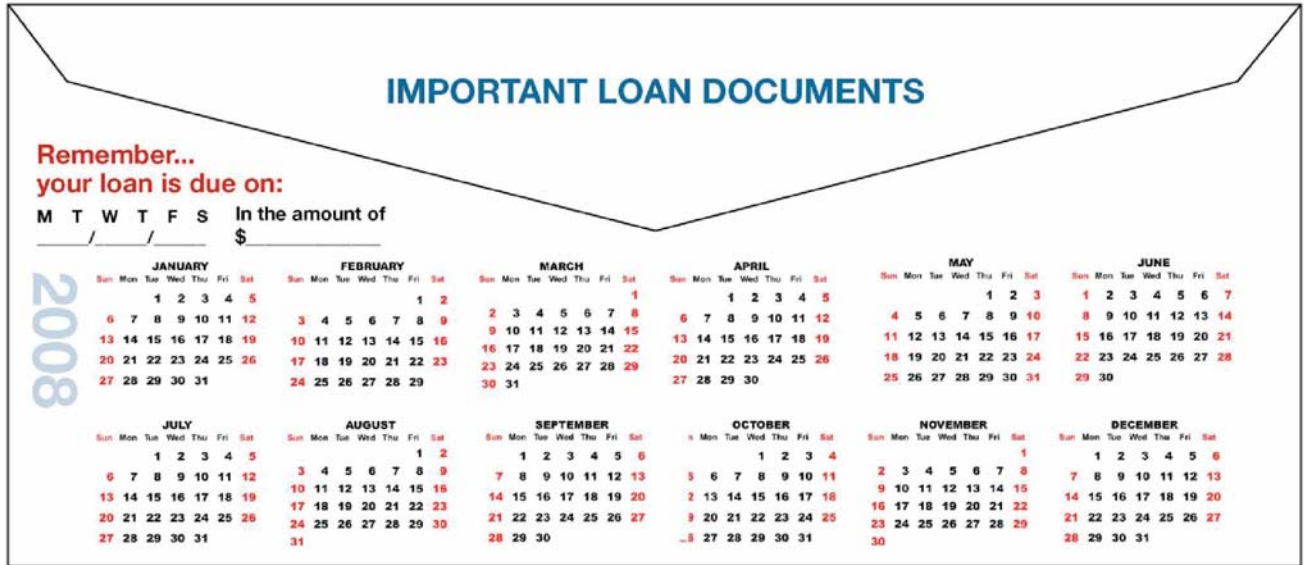 IMPORTANT LOAN DOCUMENTS
Remember...
your loan is due on:
M T W T F S
____/____/____
In the amount of
$____________
2008
JANUARY
Sun Mon Tue Wed Thu Fri Sat
1 2 3 4 5
6 7 8 9 10 11 12
13 14 15 16 17 18 19
20 21 22 23 24 25 26
27 28 29 30 31
FEBRUARY
Sun Mon Tue Wed Thu Fri Sat
1 2
3 4 5 6 7 8 9
10 11 12 13 14 15 16
17 18 19 20 21 22 23
24 25 26 27 28 29
MARCH
Sun Mon Tue Wed Thu Fri Sat
1
2 3 4 5 6 7 8
9 10 11 12 13 14 15
16 17 18 19 20 21 22
23 24 25 26 27 28 29
30 31
APRIL
Sun Mon Tue Wed Thu Fri Sat
1 2 3 4 5
6 7 8 9 10 11 12
13 14 15 16 17 18 19
20 21 22 23 24 25 26
27 28 29 30
MAY
Sun Mon Tue Wed Thu Fri Sat
1 2 3
4 5 6 7 8 9 10
11 12 13 14 15 16 17
18 19 20 21 22 23 24
25 26 27 28 29 30 31
JUNE
Sun Mon Tue Wed Thu Fri Sat
1 2 3 4 5 6 7
8 9 10 11 12 13 14
15 16 17 18 19 20 21
22 23 24 25 26 27 28
29 30
JULY
Sun Mon Tue Wed Thu Fri Sat
1 2 3 4 5
6 7 8 9 10 11 12
13 14 15 16 17 18 19
20 21 22 23 24 25 26
27 28 29 30 31
AUGUST
Sun Mon Tue Wed Thu Fri Sat
1 2
3 4 5 6 7 8 9
10 11 12 13 14 15 16
17 18 19 20 21 22 23
24 25 26 27 28 29 30
31
SEPTEMBER
Sun Mon Tue Wed Thu Fri Sat
1 2 3 4 5 6
7 8 9 10 11 12 13
14 15 16 17 18 19 20
21 22 23 24 25 26 27
28 29 30
OCTOBER
n Mon Tue Wed Thu Fri Sat
1 2 3 4
5 6 7 8 9 10 11
2 13 14 15 16 17 18
9 20 21 22 23 24 25
6 27 28 29 30 31
NOVEMBER
Sun Mon Tue Wed Thu Fri Sat
1
2 3 4 5 6 7 8
9 10 11 12 13 14 15
16 17 18 19 20 21 22
23 24 25 26 27 28 29
30
DECEMBER
Sun Mon Tue Wed Thu Fri Sat
1 2 3 4 5 6
7 8 9 10 11 12 13
14 15 16 17 18 19 20
21 22 23 24 25 26 27
28 29 30 31